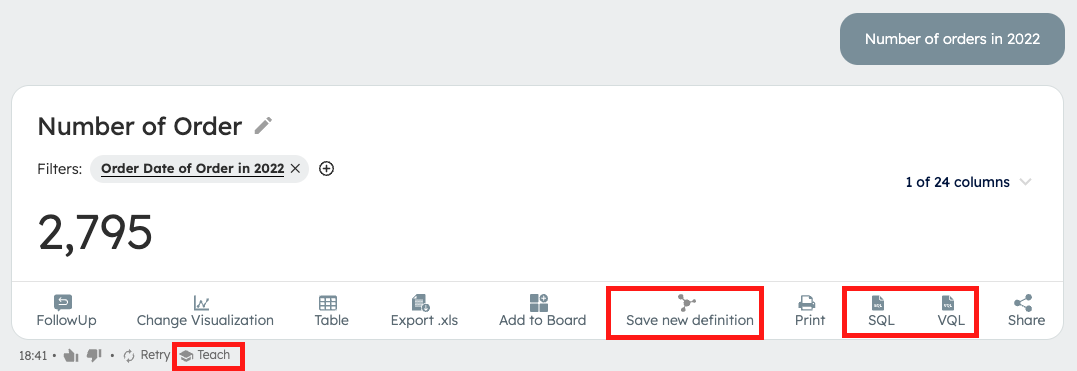 Number of orders in 2022
Number of Order
Filters: Order Date of Order in 2022
1 of 24 columns
2,795
FollowUp Change Visualization Table Export .xls Add to Board Save new definition Print SQL VQL Share
18:41 • • Retry Teach